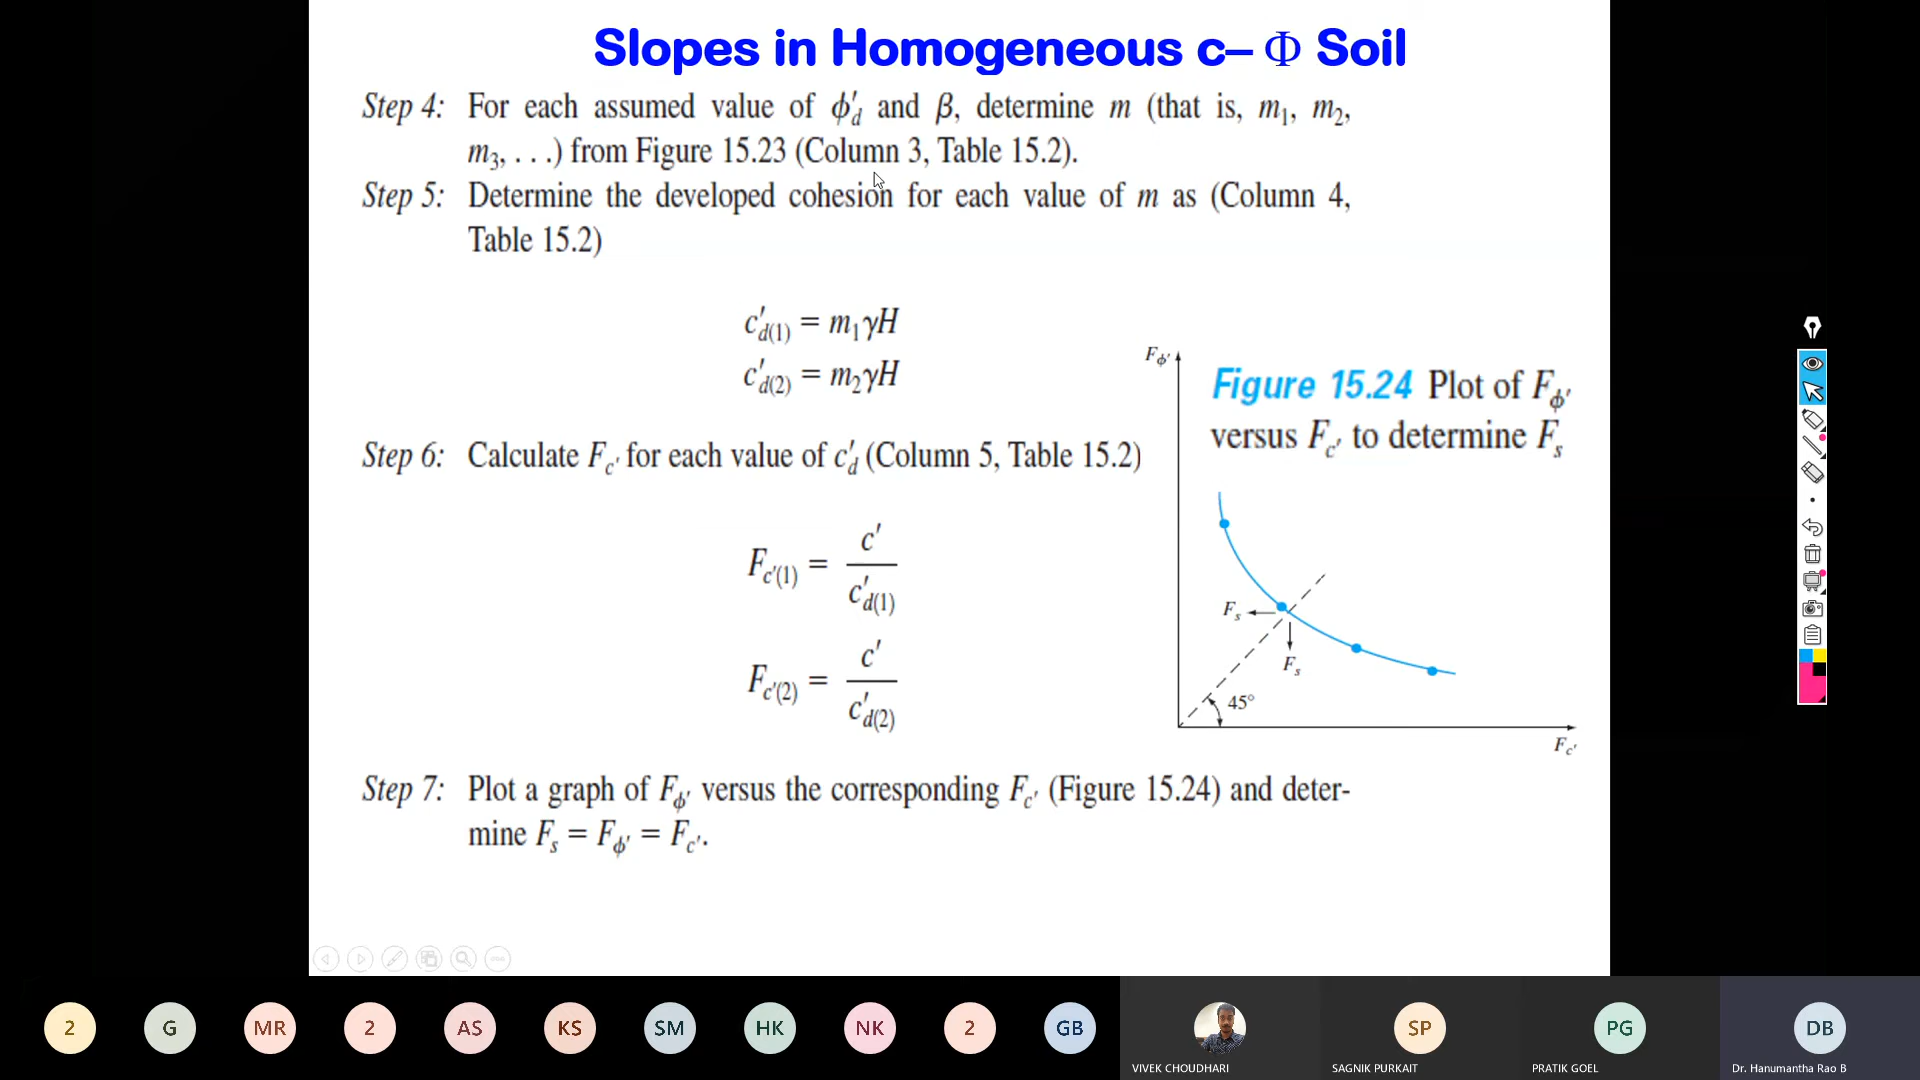 Slopes in Homogeneous c– Φ Soil
Step 4: For each assumed value of ϕ′d and β, determine m (that is, m1, m2,
m3, . . .) from Figure 15.23 (Column 3, Table 15.2).
Step 5: Determine the developed cohesion for each value of m as (Column 4,
Table 15.2)
c′d(1) = m1γH
c′d(2) = m2γH
Step 6: Calculate Fc′ for each value of c′d (Column 5, Table 15.2)
Fc′(1) = c′ / c′d(1)
Fc′(2) = c′ / c′d(2)
Fϕ′
Figure 15.24 Plot of Fϕ′
versus Fc′ to determine Fs
Fs
Fs
45°
Fc′
Step 7: Plot a graph of Fϕ′ versus the corresponding Fc′ (Figure 15.24) and deter-
mine Fs = Fϕ′ = Fc′.
2 G MR 2 AS KS SM HK NK 2 GB SP PG DB
VIVEK CHOUDHARI SAGNIK PURKAIT PRATIK GOEL Dr. Hanumantha Rao B